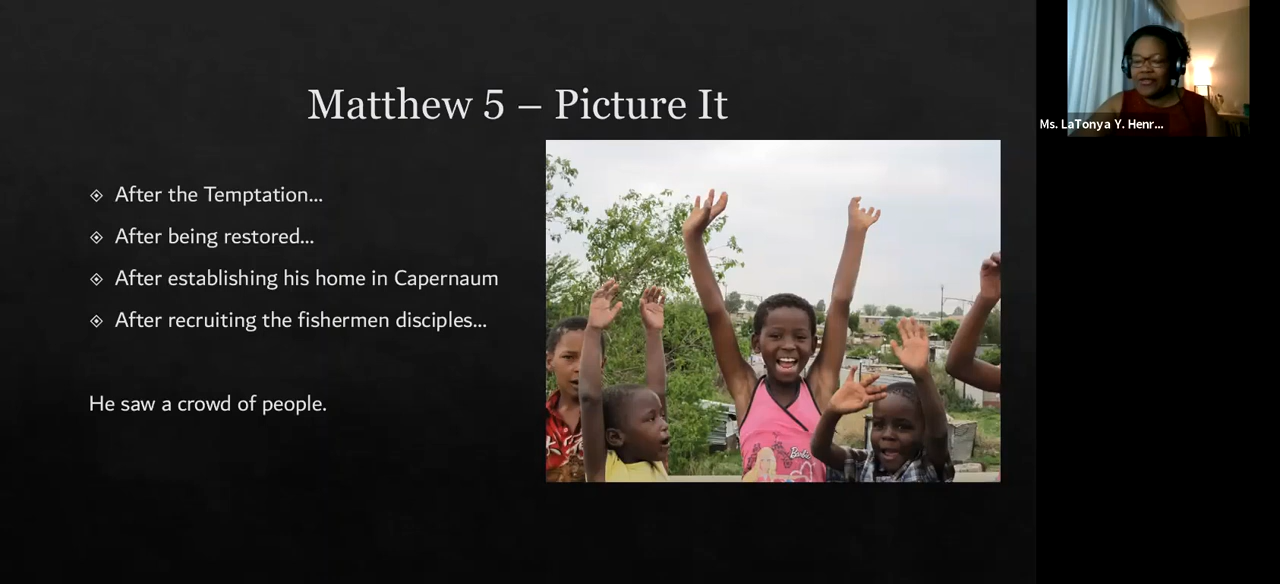 Matthew 5 – Picture It
After the Temptation...
After being restored...
After establishing his home in Capernaum
After recruiting the fishermen disciples...
He saw a crowd of people.
Barbie
Ms. LaTonya Y. Henr...